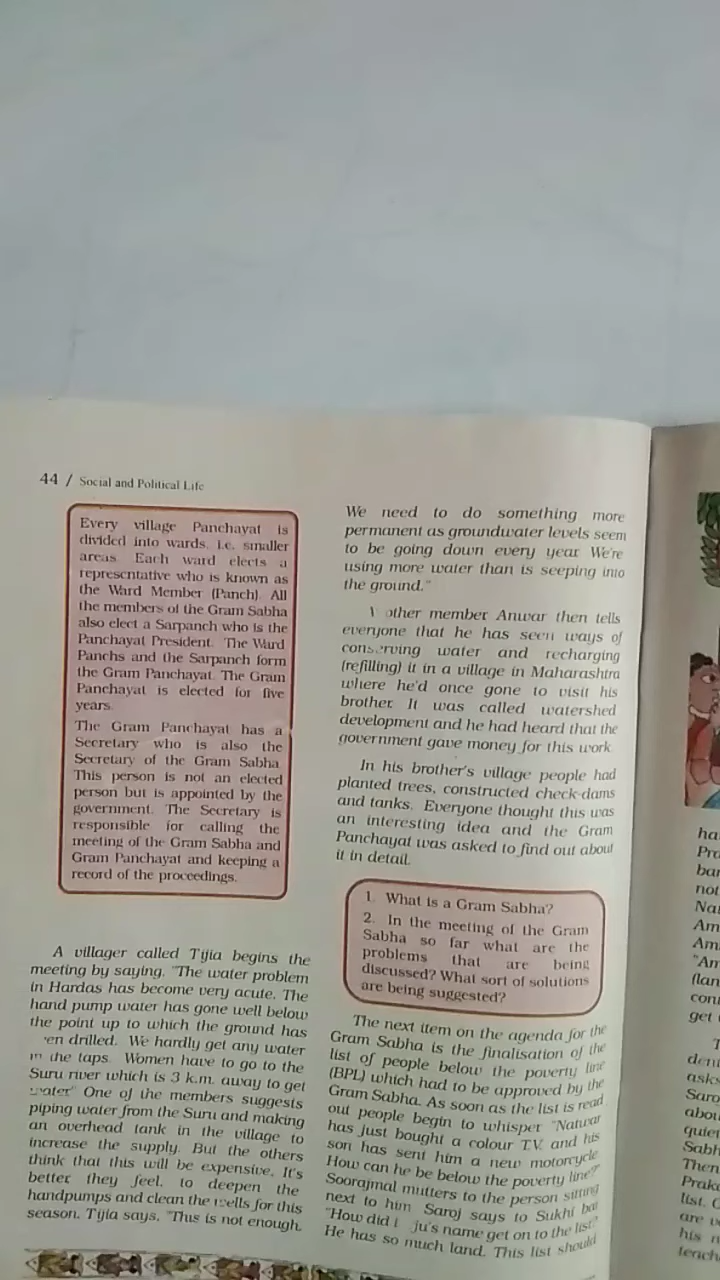 44 / Social and Political Life
Every village Panchayat is
divided into wards, i.e. smaller
areas. Each ward elects a
representative who is known as
the Ward Member (Panch). All
the members of the Gram Sabha
also elect a Sarpanch who is the
Panchayat President. The Ward
Panchs and the Sarpanch form
the Gram Panchayat. The Gram
Panchayat is elected for five
years.
The Gram Panchayat has a
Secretary who is also the
Secretary of the Gram Sabha.
This person is not an elected
person but is appointed by the
government. The Secretary is
responsible for calling the
meeting of the Gram Sabha and
Gram Panchayat and keeping a
record of the proceedings.
A villager called Tijia begins the
meeting by saying, "The water problem
in Hardas has become very acute. The
hand pump water has gone well below
the point up to which the ground has
drilled. We hardly get any water
in the taps. Women have to go to the
Suru river which is 3 k.m. away to get
water" One of the members suggests
piping water from the Suru and making
an overhead tank in the village to
increase the supply. But the others
think that this will be expensive. It's
better, they feel, to deepen the
handpumps and clean the wells for this
season. Tijia says, "This is not enough.
We need to do something more
permanent as groundwater levels seem
to be going down every year. We're
using more water than is seeping into
the ground."
other member Anwar then tells
everyone that he has seen ways of
conserving water and recharging
(refilling) it in a village in Maharashtra
where he'd once gone to visit his
brother. It was called watershed
development and he had heard that the
government gave money for this work.
In his brother's village people had
planted trees, constructed check-dams
and tanks. Everyone thought this was
an interesting idea and the Gram
Panchayat was asked to find out about
it in detail.
1. What is a Gram Sabha?
2. In the meeting of the Gram
Sabha so far what are the
problems that are being
discussed? What sort of solutions
are being suggested?
The next item on the agenda for the
Gram Sabha is the finalisation of the
list of people below the poverty line
(BPL) which had to be approved by the
Gram Sabha. As soon as the list is read
out people begin to whisper "Natwar
has just bought a colour T.V. and his
son has sent him a new motorcycle.
How can he be below the poverty line?"
Soorajmal mutters to the person sitting
next to him Saroj says to Sukhi bai
"How did name get on to the list?
He has so much land. This list should